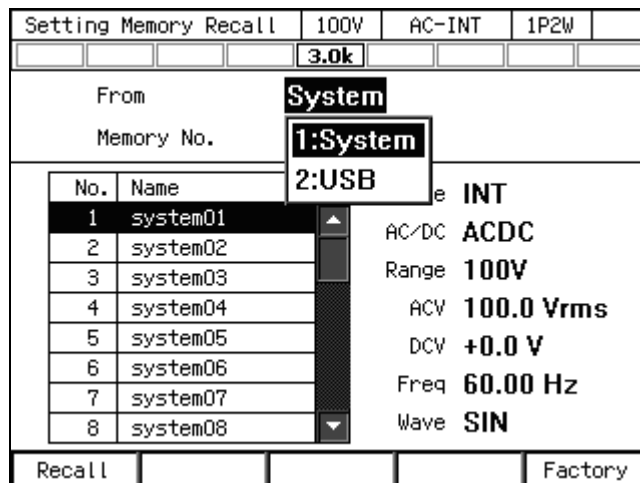 Setting Memory Recall 100V AC-INT 1P2W
3.0k
From System
Memory No. 1:System
2:USB
No. Name e INT
1 system01
AC/DC ACDC
2 system02
3 system03 Range 100V
4 system04 ACV 100.0 Vrms
5 system05 DCV +0.0 V
6 system06
Freq 60.00 Hz
7 system07
8 system08 Wave SIN
Recall Factory